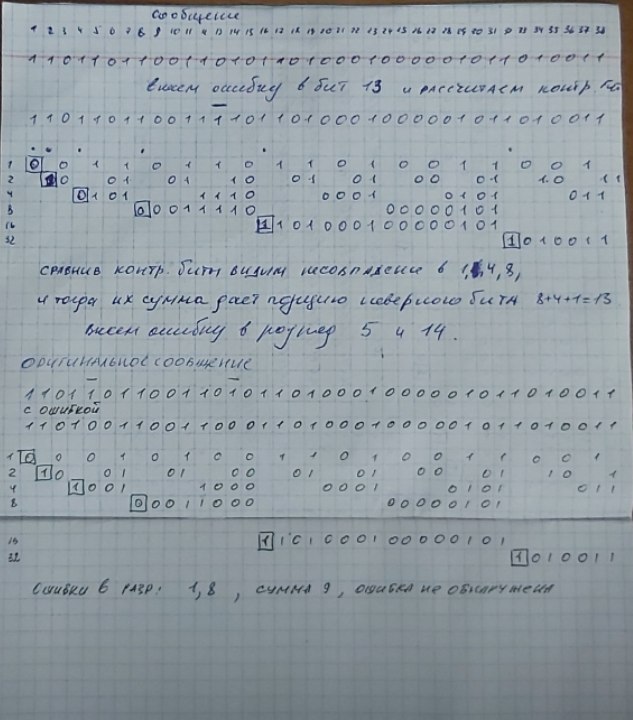 Сообщение
1 2 3 4 5 6 7 8 9 10 11 12 13 14 15 16 17 18 19 20 21 22 23 24 25 26 27 28 29 30 31 32 33 34 35 36 37 38
1 1 0 1 1 0 1 1 0 0 1 1 0 1 0 1 1 0 1 0 0 0 1 0 0 0 0 0 1 0 1 1 0 1 0 0 1 1
внесем ошибку в бит 13 и рассчитаем контр. бит
1 1 0 1 1 0 1 1 0 0 1 1 1 1 0 1 1 0 1 0 0 0 1 0 0 0 0 0 1 0 1 1 0 1 0 0 1 1
1 0 0 1 1 0 1 1 0 1 1 0 1 0 0 1 1 0 0 1
2 0 0 1 0 1 1 0 0 1 0 1 0 0 0 1 1 0 1 1
4 0 1 0 1 1 1 1 0 0 0 0 1 0 1 0 1 0 1 1
8 0 0 0 1 1 1 1 0 0 0 0 0 0 1 0 1
16 1 1 0 1 0 0 0 1 0 0 0 0 0 1 0 1
32 1 0 1 0 0 1 1
сравнив контр. биты видим несовпадение в 1, 4, 8,
и тогда их сумма даст позицию неверного бита 8+4+1=13
внесем ошибку в разряд 5 и 14.
оригинальное сообщение
1 1 0 1 1 0 1 1 0 0 1 1 0 1 0 1 1 0 1 0 0 0 1 0 0 0 0 0 1 0 1 1 0 1 0 0 1 1
с ошибкой
1 1 0 1 0 0 1 1 0 0 1 1 0 0 0 1 1 0 1 0 0 0 1 0 0 0 0 0 1 0 1 1 0 1 0 0 1 1
1 0 0 0 1 0 1 0 0 1 1 0 1 0 0 1 1 0 0 1
2 1 0 0 1 0 1 0 0 0 1 0 1 0 0 0 1 1 0 1
4 1 0 0 1 1 0 0 0 0 0 0 1 0 1 0 1 0 1 1
8 0 0 0 1 1 0 0 0 0 0 0 0 0 1 0 1
16 1 1 0 1 0 0 0 1 0 0 0 0 0 1 0 1
32 1 0 1 0 0 1 1
Ошибки в разр: 1, 8, сумма 9, ошибка не обнаружена